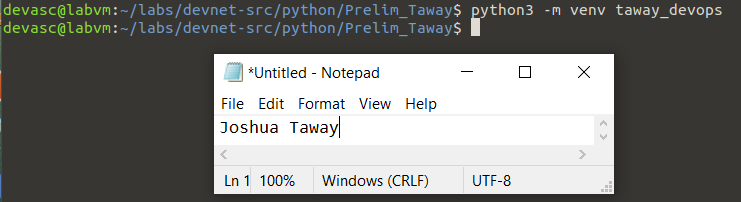 devasc@labvm:~/labs/devnet-src/python/Prelim_Taway$ python3 -m venv taway_devops
devasc@labvm:~/labs/devnet-src/python/Prelim_Taway$
*Untitled - Notepad
File Edit Format View Help
Joshua Taway
Ln 1 100% Windows (CRLF) UTF-8